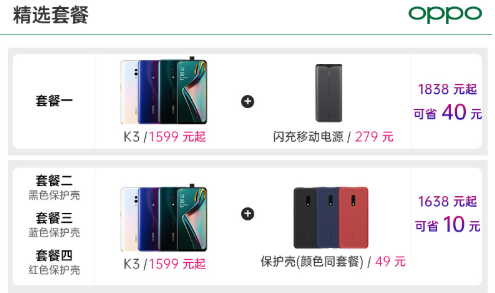 精选套餐
oppo
套餐一
K3 /1599 元起
闪充移动电源 / 279 元
1838 元起
可省 40 元
套餐二
黑色保护壳
套餐三
蓝色保护壳
套餐四
红色保护壳
K3 /1599 元起
保护壳(颜色同套餐) / 49 元
1638 元起
可省 10 元